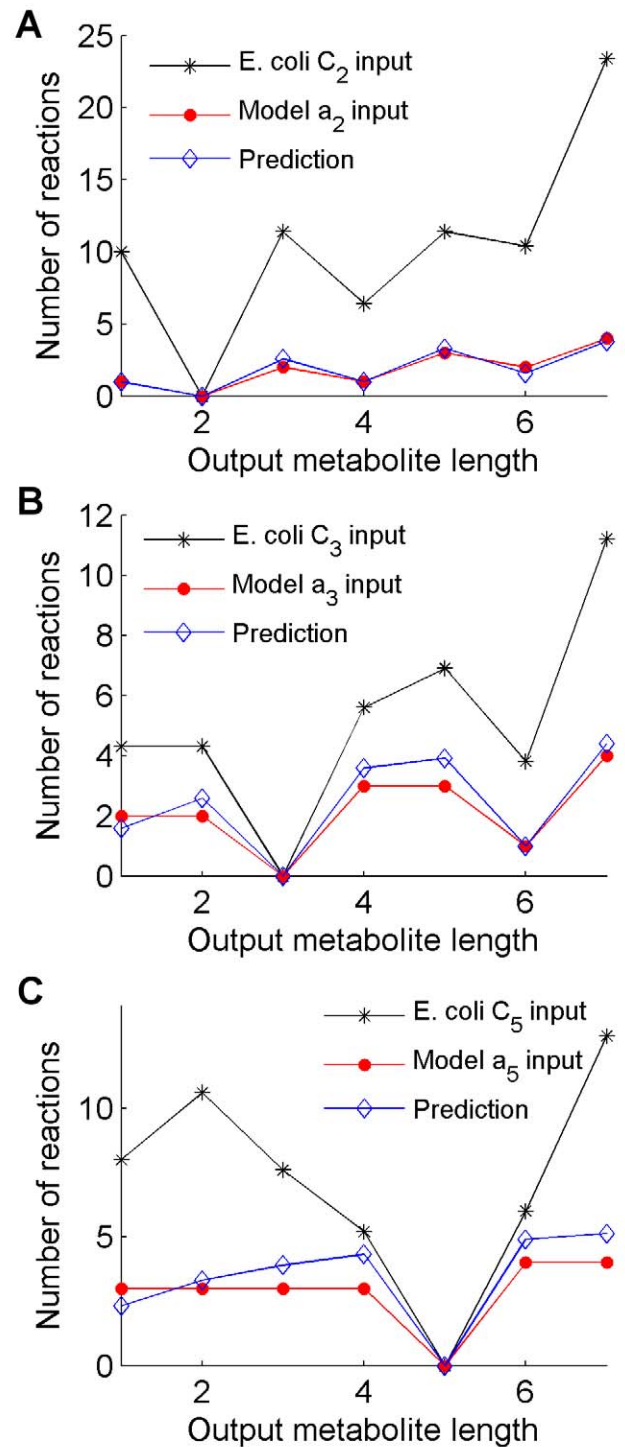 A
25
20
15
10
5
0
Number of reactions
E. coli C2 input
Model a2 input
Prediction
2
4
6
Output metabolite length
B
12
10
8
6
4
2
0
Number of reactions
E. coli C3 input
Model a3 input
Prediction
2
4
6
Output metabolite length
C
10
5
0
Number of reactions
E. coli C5 input
Model a5 input
Prediction
2
4
6
Output metabolite length